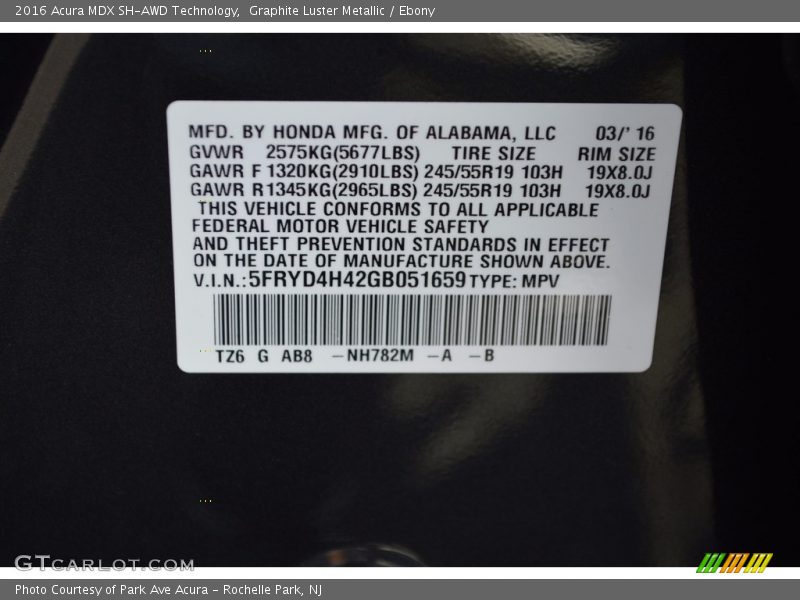 2016 Acura MDX SH-AWD Technology,  Graphite Luster Metallic / Ebony
MFD. BY HONDA MFG. OF ALABAMA, LLC 03/' 16
GVWR 2575KG(5677LBS) TIRE SIZE RIM SIZE
GAWR F 1320KG(2910LBS) 245/55R19 103H 19X8.0J
GAWR R1345KG(2965LBS) 245/55R19 103H 19X8.0J
THIS VEHICLE CONFORMS TO ALL APPLICABLE
FEDERAL MOTOR VEHICLE SAFETY
AND THEFT PREVENTION STANDARDS IN EFFECT
ON THE DATE OF MANUFACTURE SHOWN ABOVE.
V.I.N.:5FRYD4H42GB051659 TYPE: MPV
TZ6 G AB8 -NH782M -A -B
GTCARLOT.COM
Photo Courtesy of Park Ave Acura - Rochelle Park, NJ